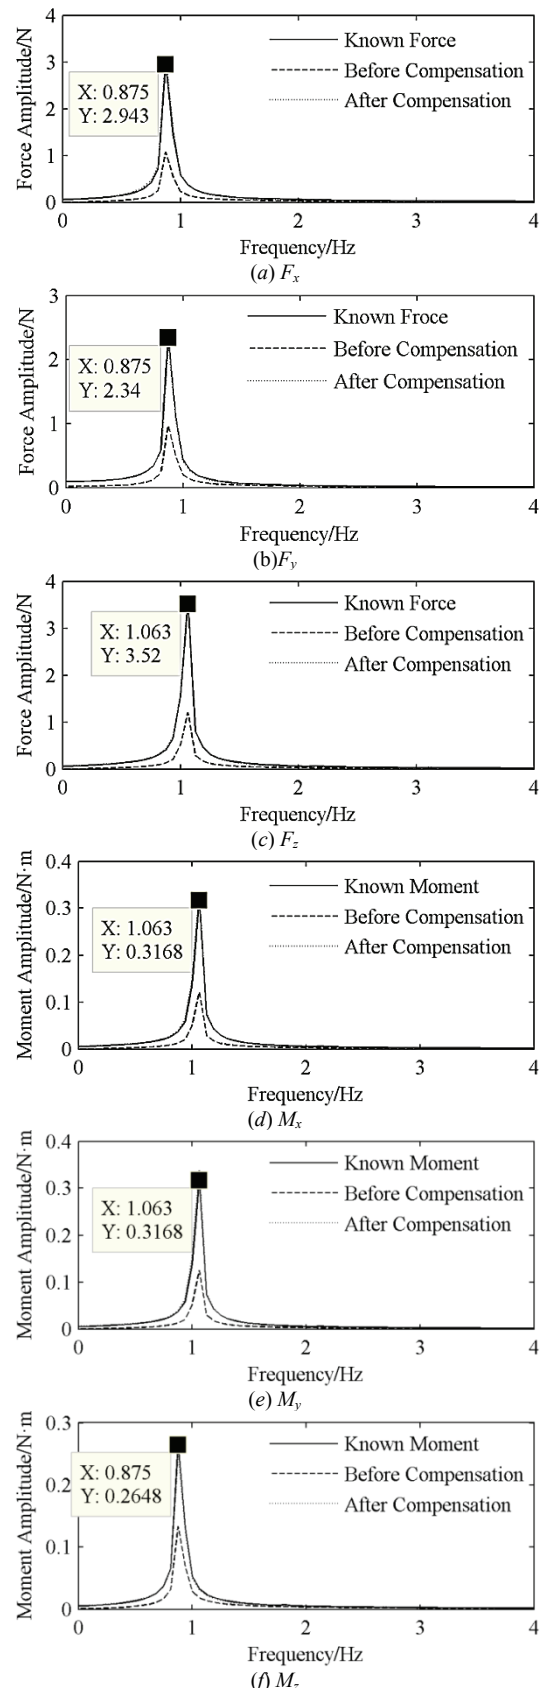 4
Known Force
3
Before Compensation
X: 0.875
2
After Compensation
Y: 2.943
1
0
0 1 2 3 4
Force Amplitude/N
Frequency/Hz
(a) Fx
3
Known Froce
2
X: 0.875
Before Compensation
Y: 2.34
After Compensation
1
0
0 1 2 3 4
Force Amplitude/N
Frequency/Hz
(b)Fy
4
Known Force
3
X: 1.063
Before Compensation
Y: 3.52
After Compensation
2
1
0
0 1 2 3 4
Force Amplitude/N
Frequency/Hz
(c) Fz
0.4
Known Moment
0.3
X: 1.063
Before Compensation
Y: 0.3168
After Compensation
0.2
0.1
0
0 1 2 3 4
Moment Amplitude/N·m
Frequency/Hz
(d) Mx
0.4
Known Moment
0.3
X: 1.063
Before Compensation
Y: 0.3168
After Compensation
0.2
0.1
0
0 1 2 3 4
Moment Amplitude/N·m
Frequency/Hz
(e) My
0.3
Known Moment
X: 0.875
Before Compensation
0.2
Y: 0.2648
After Compensation
0.1
0
0 1 2 3 4
Moment Amplitude/N·m
Frequency/Hz
(f) Mz